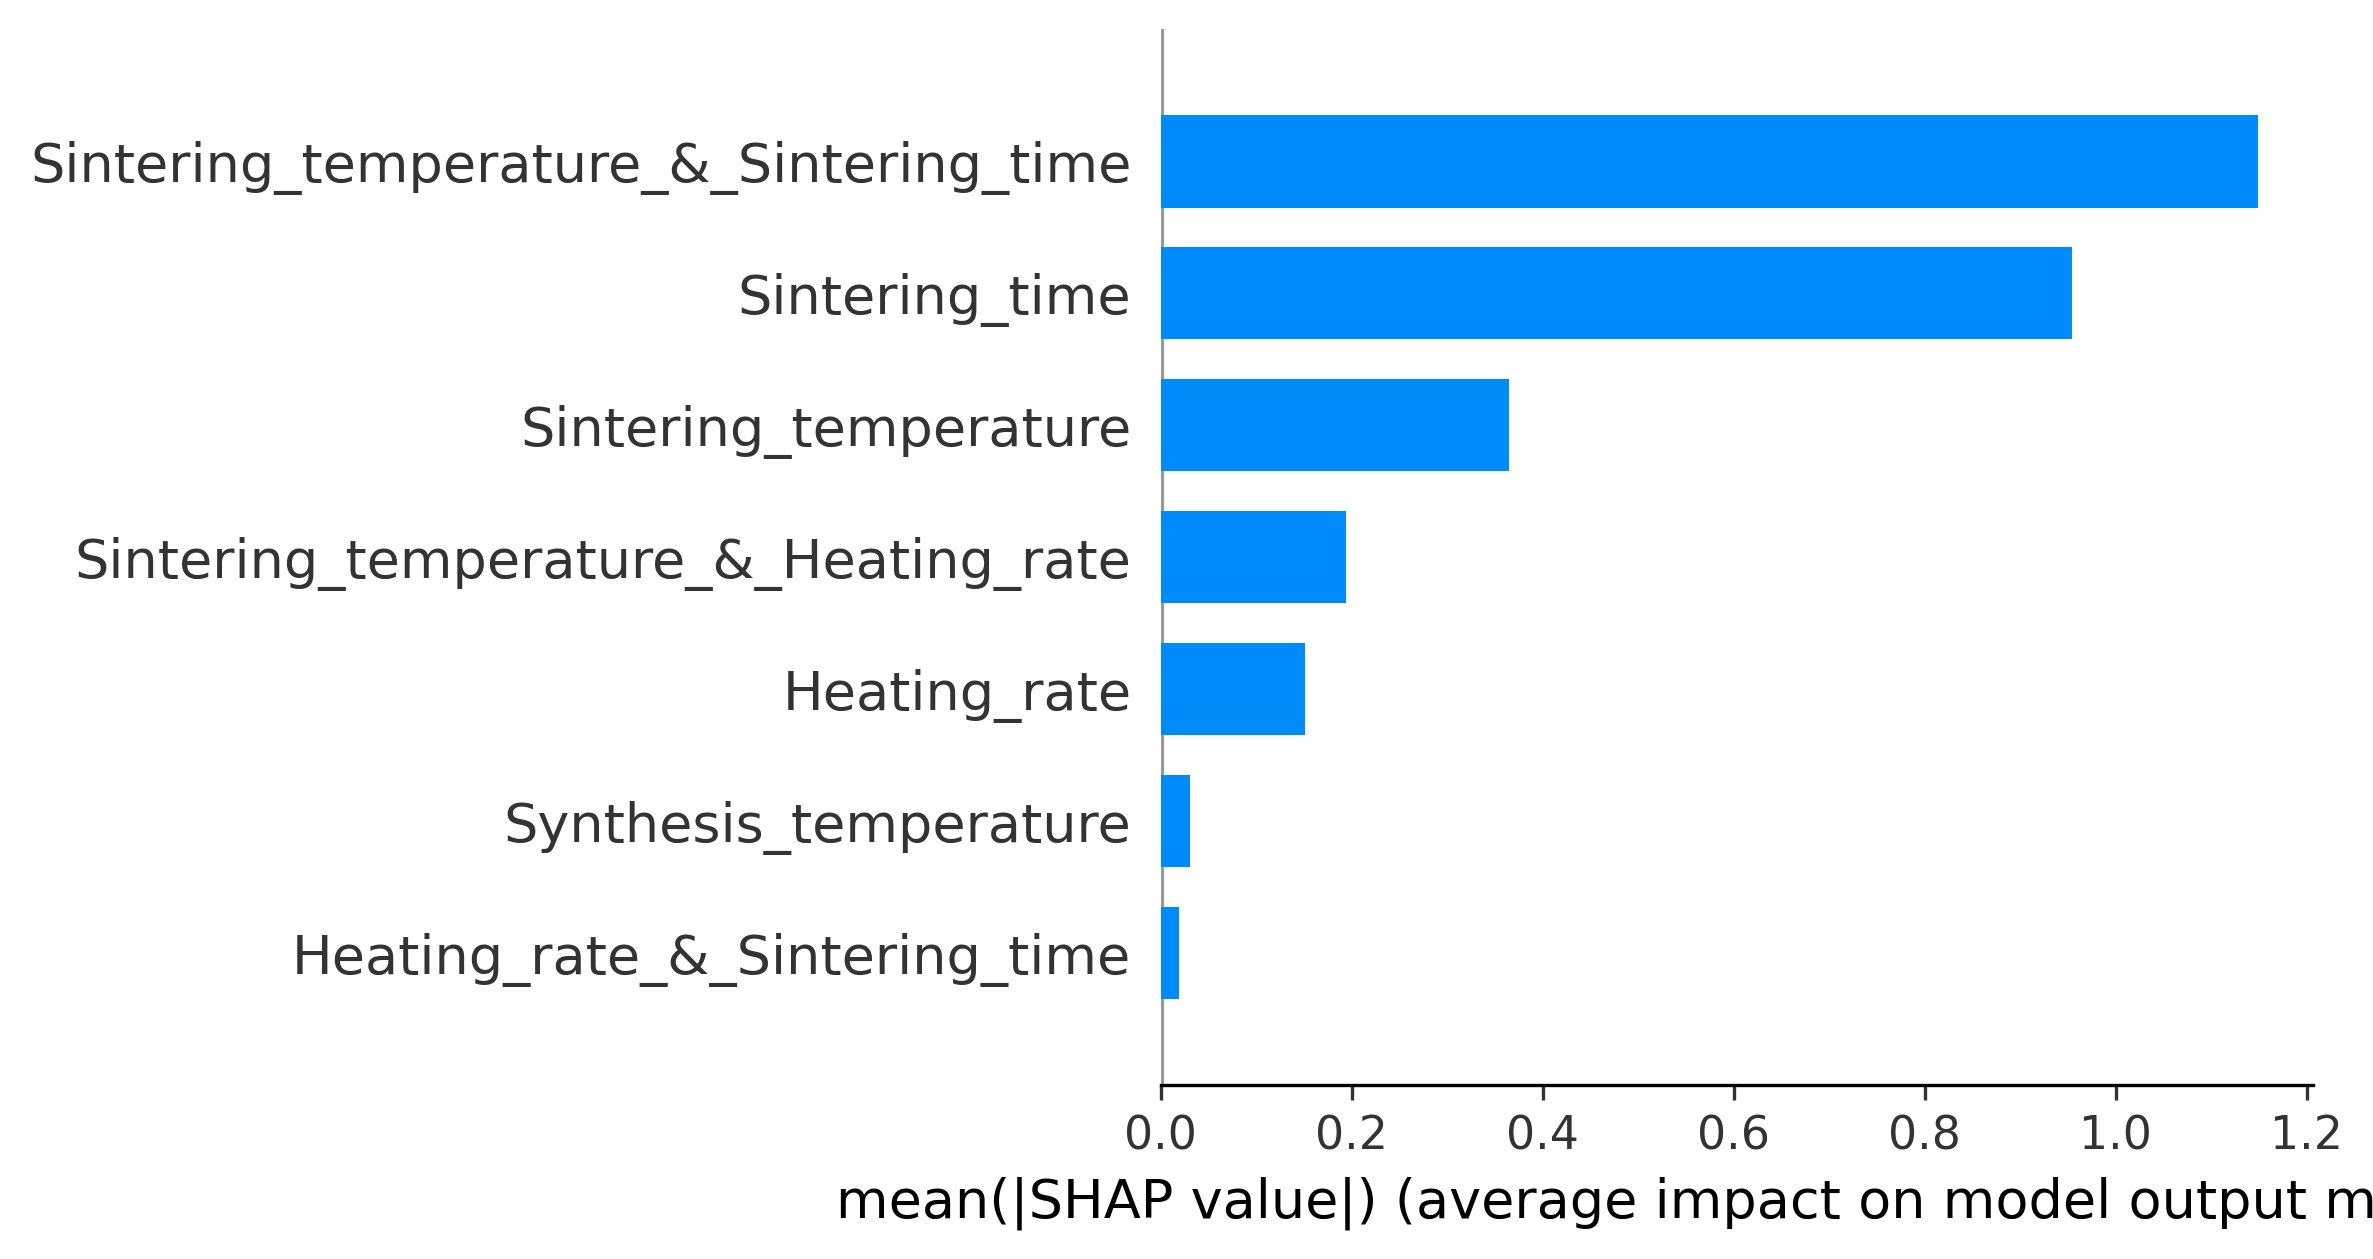 Sintering_temperature_&_Sintering_time
Sintering_time
Sintering_temperature
Sintering_temperature_&_Heating_rate
Heating_rate
Synthesis_temperature
Heating_rate_&_Sintering_time
0.0 0.2 0.4 0.6 0.8 1.0 1.2
mean(|SHAP value|) (average impact on model output m